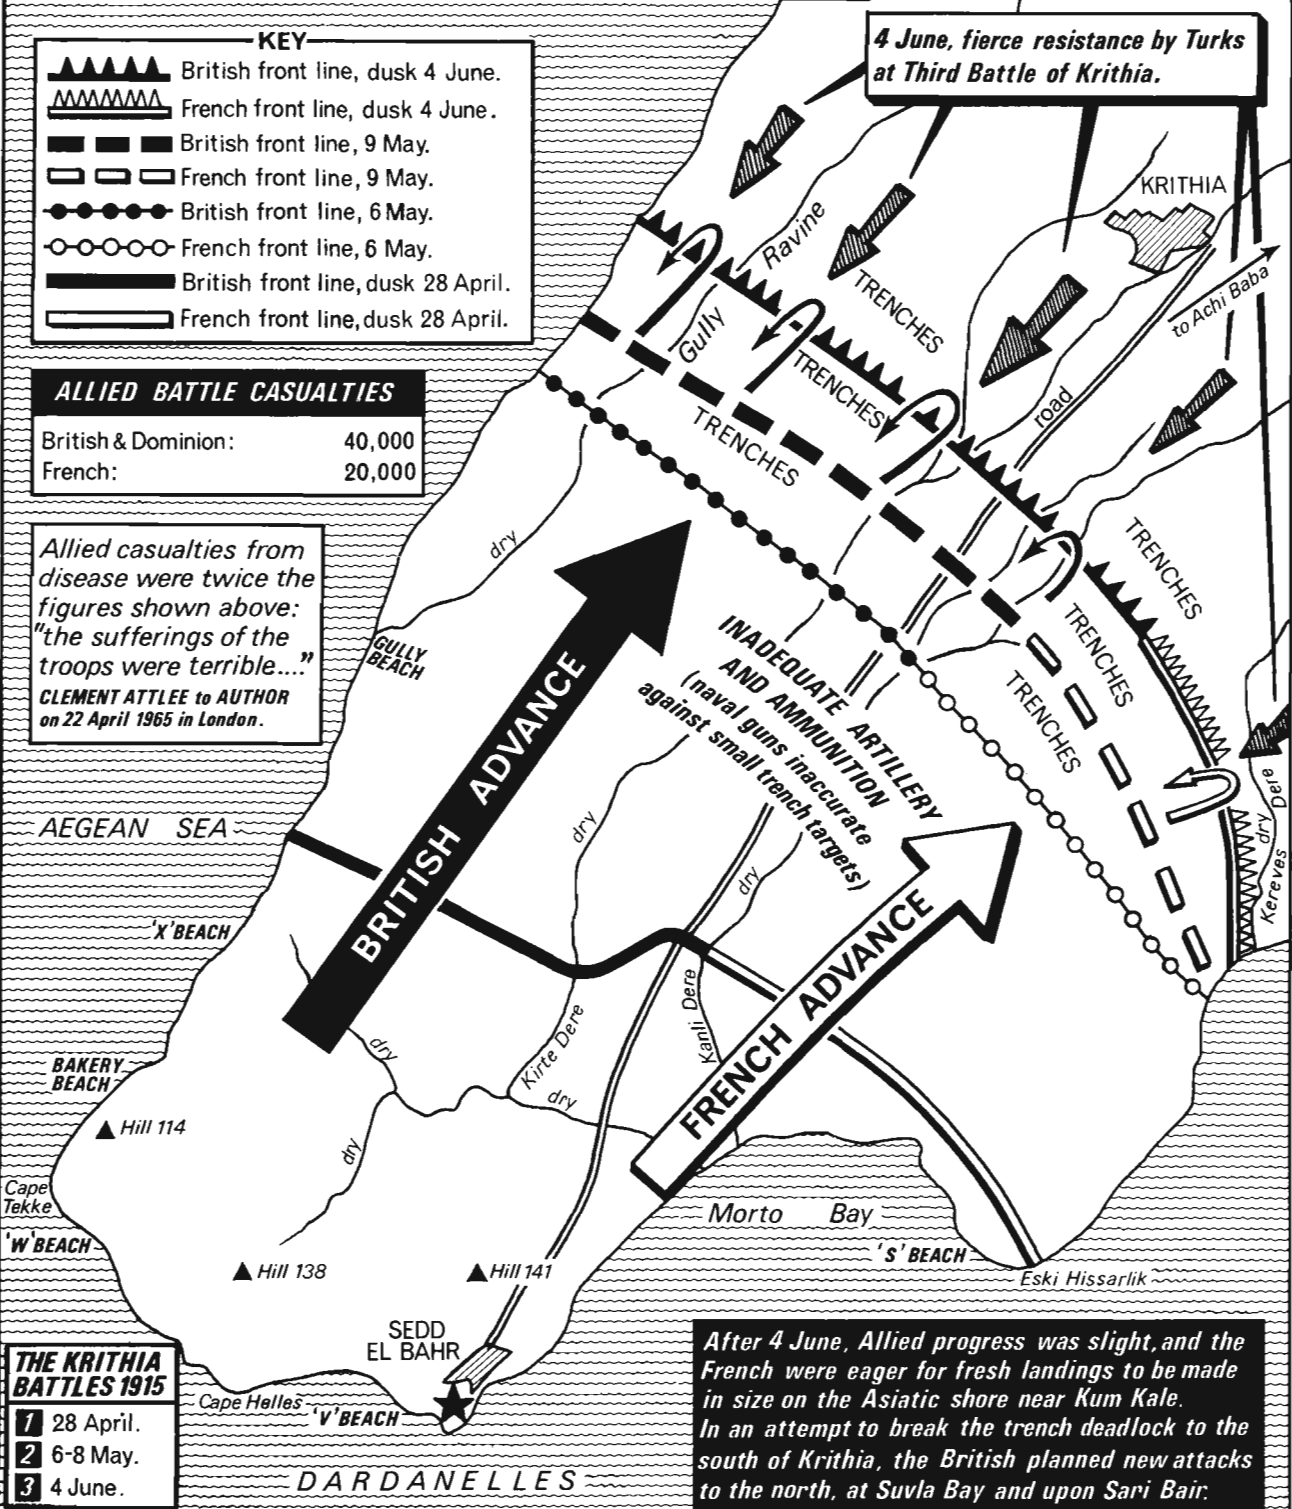 KEY
British front line, dusk 4 June.
French front line, dusk 4 June.
British front line, 9 May.
French front line, 9 May.
British front line, 6 May.
French front line, 6 May.
British front line, dusk 28 April.
French front line, dusk 28 April.
4 June, fierce resistance by Turks
at Third Battle of Krithia.
ALLIED BATTLE CASUALTIES
British & Dominion: 40,000
French: 20,000
Allied casualties from
disease were twice the
figures shown above:
"the sufferings of the
troops were terrible...."
CLEMENT ATTLEE to AUTHOR
on 22 April 1965 in London.
KRITHIA
to Achi Baba
Gully Ravine
TRENCHES
TRENCHES
TRENCHES
road
TRENCHES
TRENCHES
TRENCHES
dry
GULLY
BEACH
INADEQUATE ARTILLERY
AND AMMUNITION
(naval guns inaccurate
against small trench targets)
BRITISH ADVANCE
FRENCH ADVANCE
Kereves Dere
dry
AEGEAN SEA
'X' BEACH
dry
dry
Kirte Dere
Kanli Dere
dry
dry
dry
BAKERY
BEACH
Hill 114
Cape
Tekke
'W' BEACH
Hill 138
Hill 141
Morto Bay
'S' BEACH
Eski Hissarlik
SEDD
EL BAHR
Cape Helles
'V' BEACH
DARDANELLES
THE KRITHIA
BATTLES 1915
1 28 April.
2 6-8 May.
3 4 June.
After 4 June, Allied progress was slight, and the
French were eager for fresh landings to be made
in size on the Asiatic shore near Kum Kale.
In an attempt to break the trench deadlock to the
south of Krithia, the British planned new attacks
to the north, at Suvla Bay and upon Sari Bair.